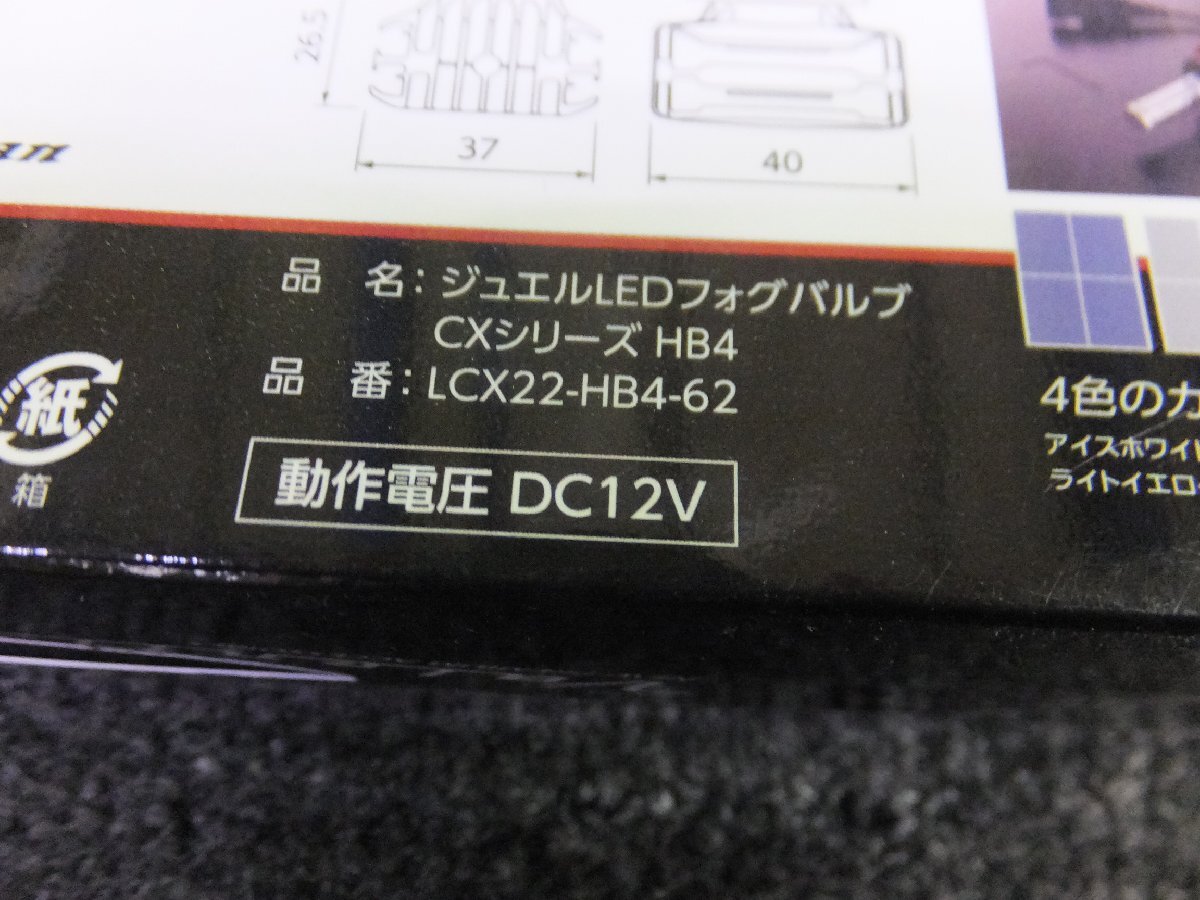 26.5
37
40
品 名：ジュエルLEDフォグバルブ
CXシリーズ HB4
品 番：LCX22-HB4-62
動作電圧 DC12V
紙
箱
4色のカ
アイスホワイ
ライトイエロ